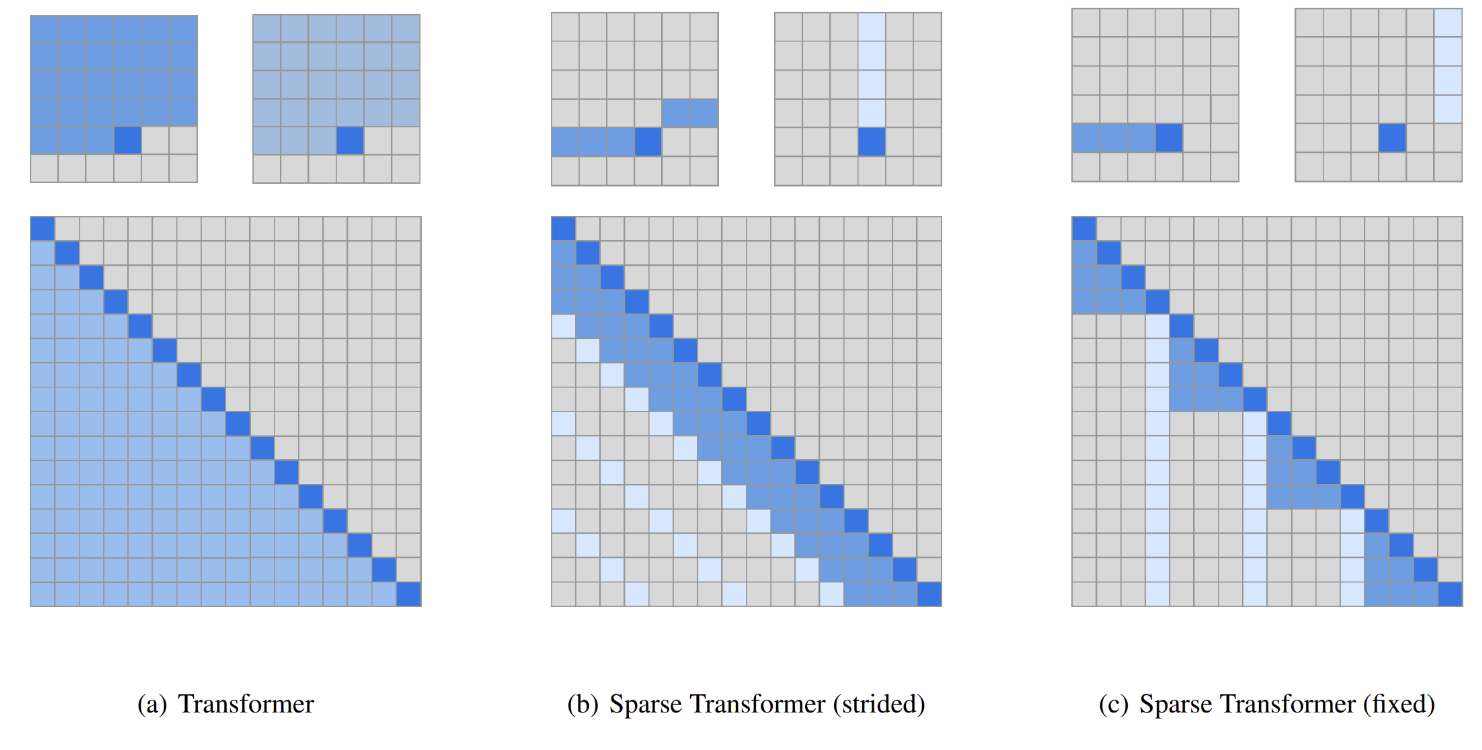 (a) Transformer
(b) Sparse Transformer (strided)
(c) Sparse Transformer (fixed)